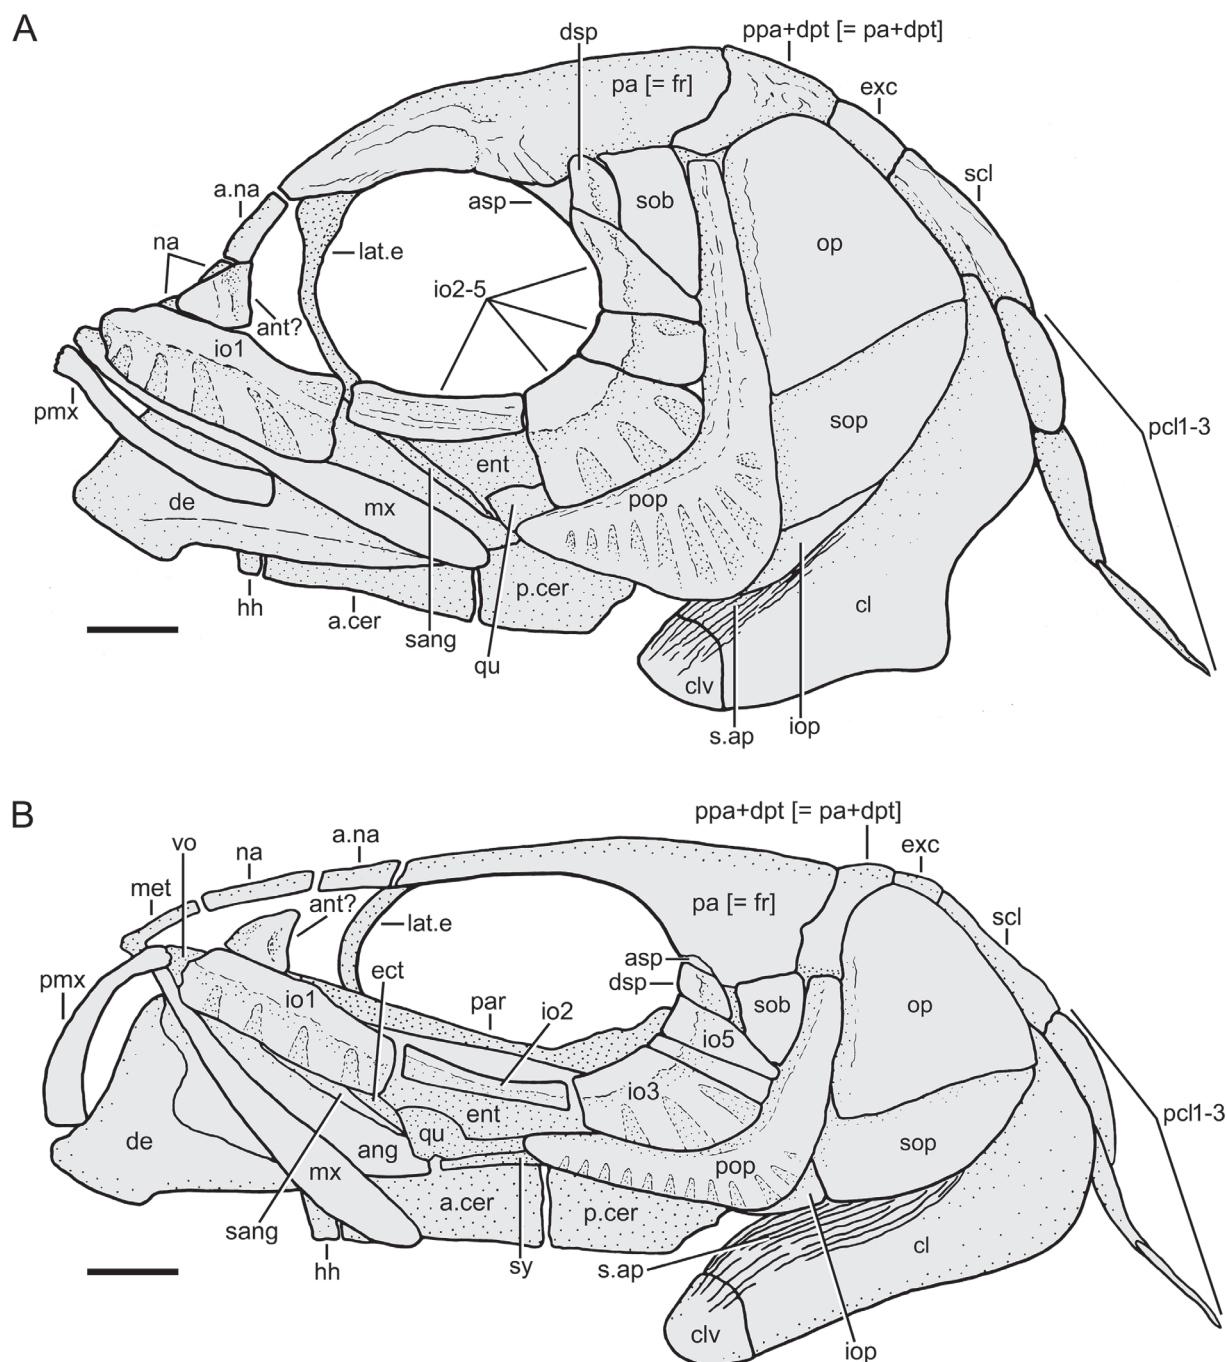 A
dsp
ppa+dpt [= pa+dpt]
pa [= fr]
exc
a.na
asp
sob
scl
na
lat.e
op
io2-5
ant?
io1
pmx
sop
pcl1-3
ent
de
mx
pop
p.cer
hh
a.cer
sang
cl
qu
clv
s.ap
iop
B
ppa+dpt [= pa+dpt]
vo
a.na
na
exc
met
ant?
pa [= fr]
lat.e
scl
asp
pmx
ect
dsp
io1
par
io2
sob
op
io5
io3
ent
pcl1-3
de
qu
ang
sop
pop
mx
a.cer
p.cer
sang
cl
hh
sy
s.ap
clv
iop